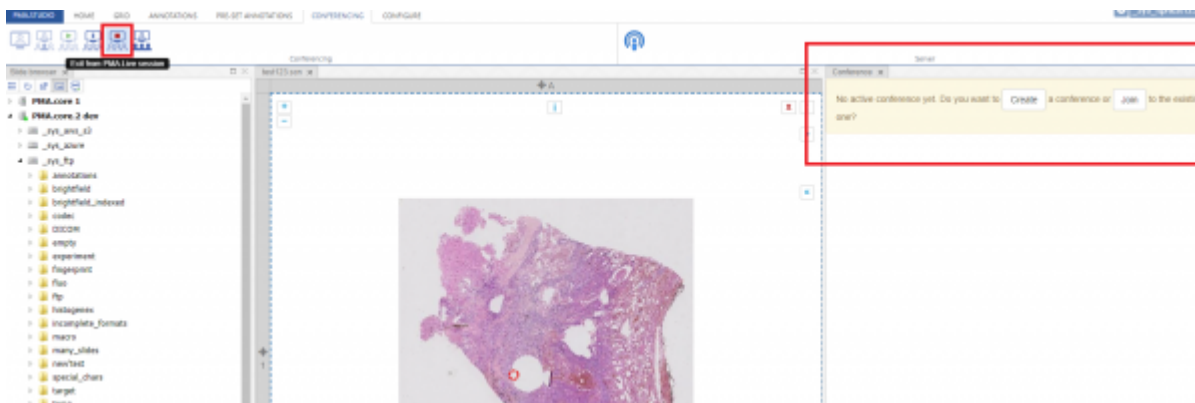 PMA.STUDIO HOME GRID ANNOTATIONS PRE-SET ANNOTATIONS CONFERENCING CONFIGURE
Conferencing
Server
Exit from PMA.Live session
Slide browser x
test123.scn x
Conference x
A
1
No active conference yet. Do you want to Create a conference or Join to the
one?
PMA.core 1
PMA.core.2 dev
_sys_aws_s3
_sys_azure
_sys_ftp
annotations
brightfield
brightfield_indexed
codec
DICOM
empty
experiment
fingerprint
fluo
ftp
histogenex
incomplete_formats
macro
many_slides
newtest
special_chars
target